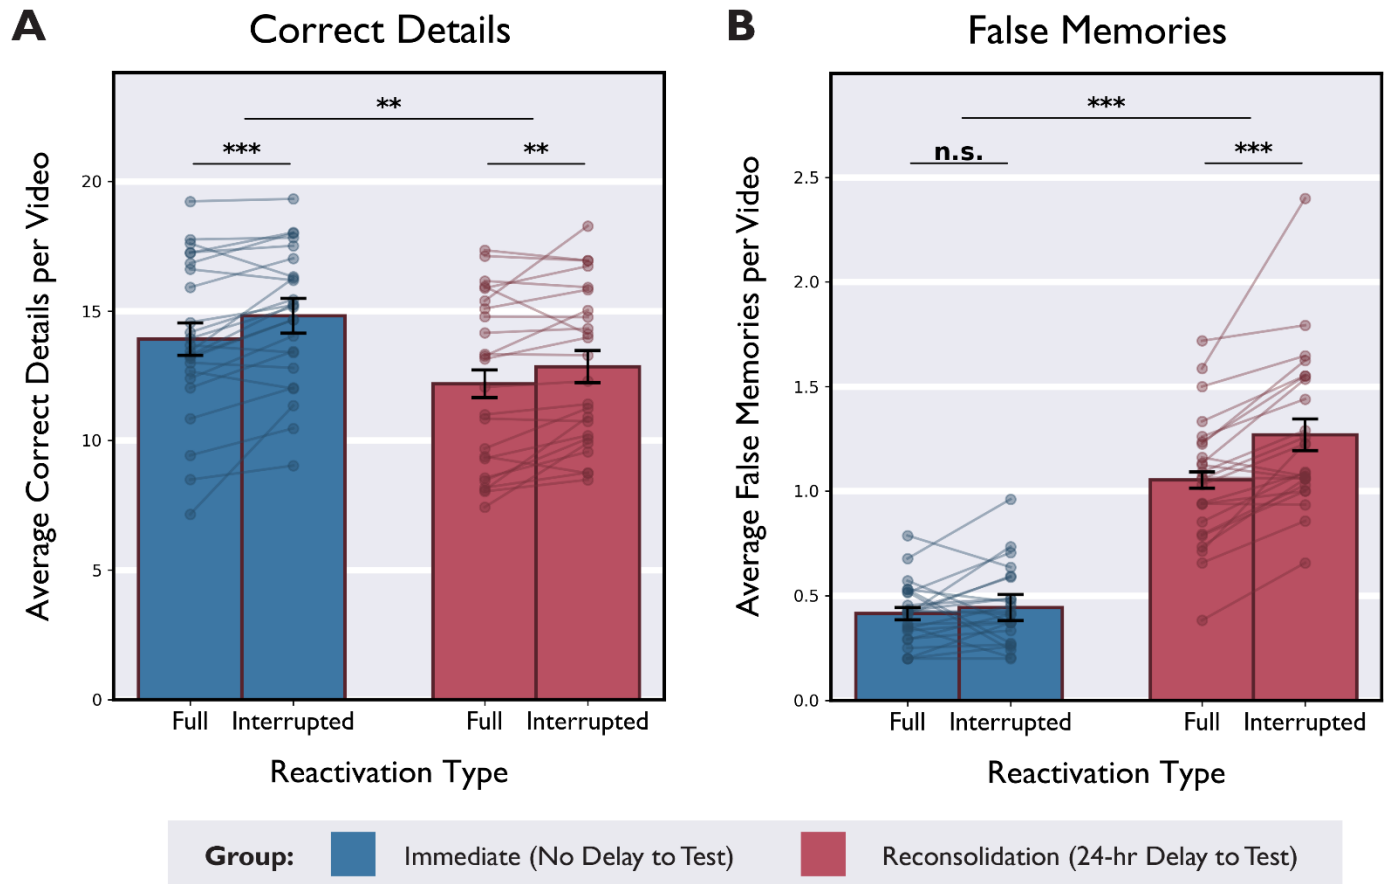 A
Correct Details
Average Correct Details per Video
20
15
10
5
0
**
***
**
Full
Interrupted
Full
Interrupted
Reactivation Type
B
False Memories
Average False Memories per Video
2.5
2.0
1.5
1.0
0.5
0.0
***
n.s.
***
Full
Interrupted
Full
Interrupted
Reactivation Type
Group:
Immediate (No Delay to Test)
Reconsolidation (24-hr Delay to Test)